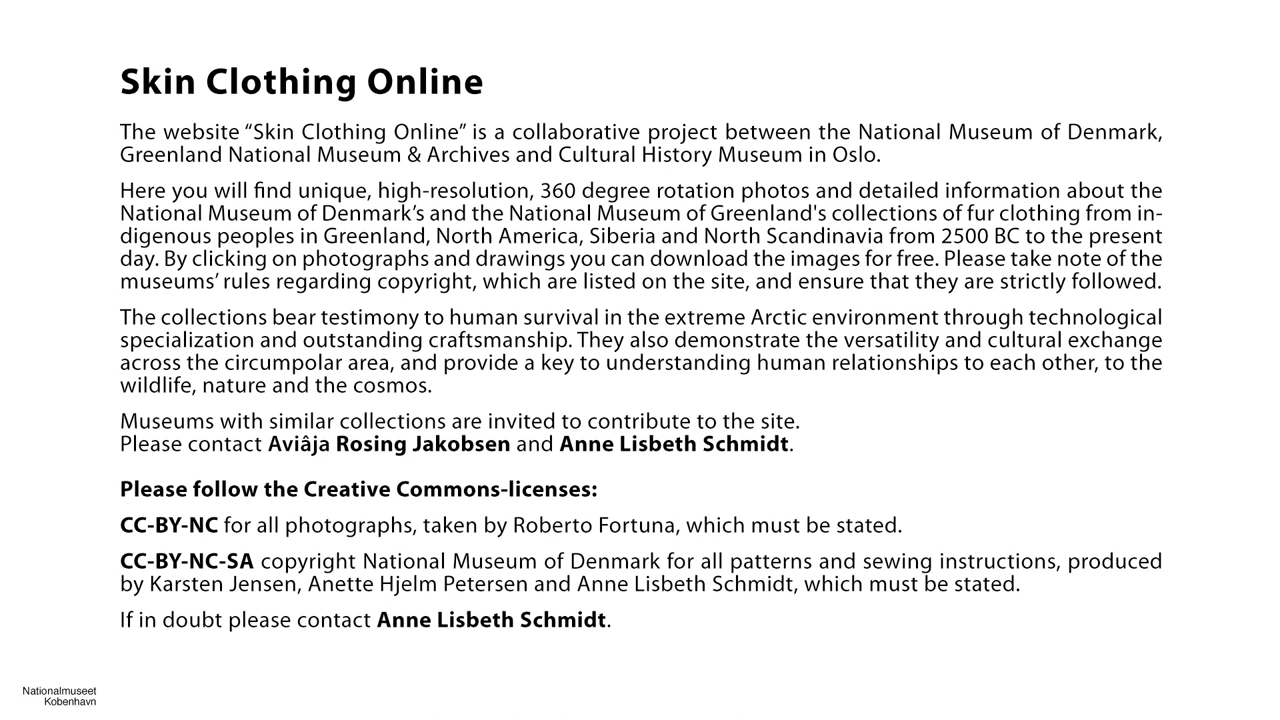 Skin Clothing Online
The website “Skin Clothing Online” is a collaborative project between the National Museum of Denmark,
Greenland National Museum & Archives and Cultural History Museum in Oslo.
Here you will find unique, high-resolution, 360 degree rotation photos and detailed information about the
National Museum of Denmark’s and the National Museum of Greenland's collections of fur clothing from in-
digenous peoples in Greenland, North America, Siberia and North Scandinavia from 2500 BC to the present
day. By clicking on photographs and drawings you can download the images for free. Please take note of the
museums’ rules regarding copyright, which are listed on the site, and ensure that they are strictly followed.
The collections bear testimony to human survival in the extreme Arctic environment through technological
specialization and outstanding craftsmanship. They also demonstrate the versatility and cultural exchange
across the circumpolar area, and provide a key to understanding human relationships to each other, to the
wildlife, nature and the cosmos.
Museums with similar collections are invited to contribute to the site.
Please contact Aviâja Rosing Jakobsen and Anne Lisbeth Schmidt.
Please follow the Creative Commons-licenses:
CC-BY-NC for all photographs, taken by Roberto Fortuna, which must be stated.
CC-BY-NC-SA copyright National Museum of Denmark for all patterns and sewing instructions, produced
by Karsten Jensen, Anette Hjelm Petersen and Anne Lisbeth Schmidt, which must be stated.
If in doubt please contact Anne Lisbeth Schmidt.
Nationalmuseet
Kobenhavn